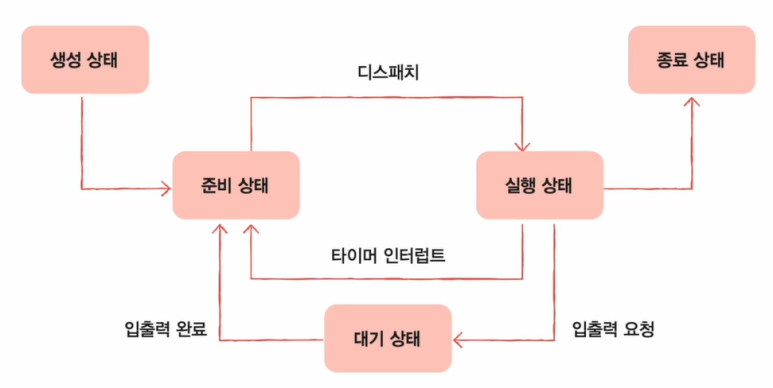 생성 상태
종료 상태
디스패치
준비 상태
실행 상태
타이머 인터럽트
입출력 완료
대기 상태
입출력 요청